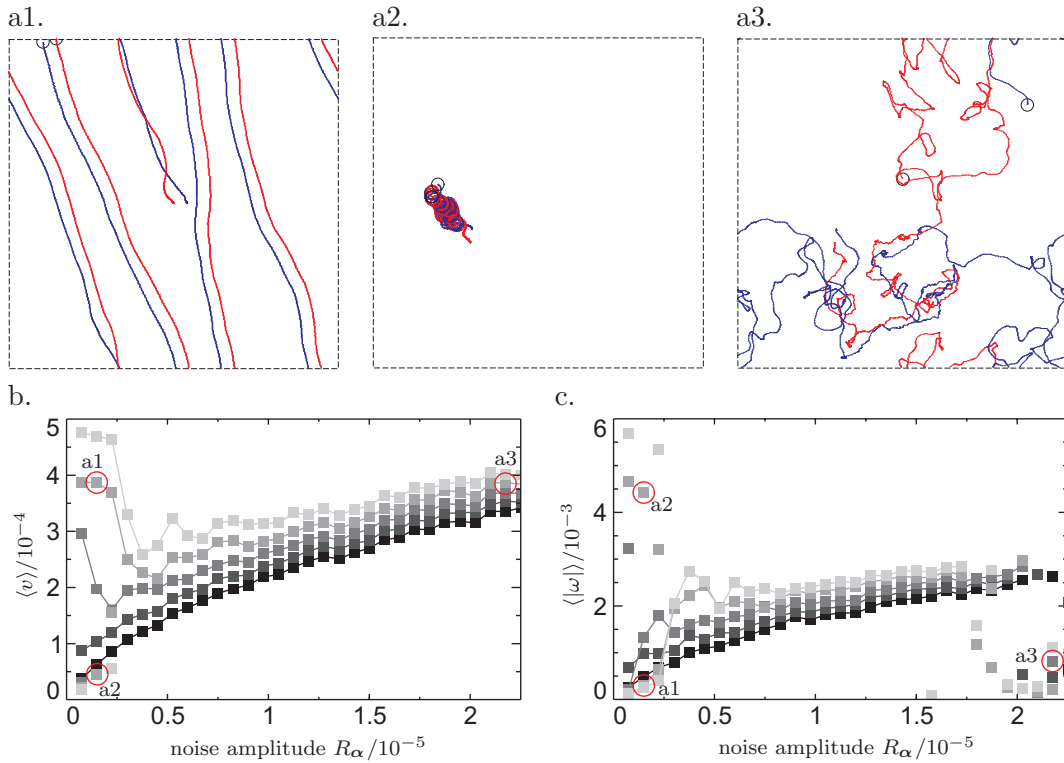 a1.
a2.
a3.
b.
c.
5
4
3
2
1
0
⟨v⟩/10⁻⁴
a1
a2
a3
0 0.5 1 1.5 2
noise amplitude R_α/10⁻⁵
6
4
2
0
⟨|ω|⟩/10⁻³
a2
a1
a3
0 0.5 1 1.5 2
noise amplitude R_α/10⁻⁵